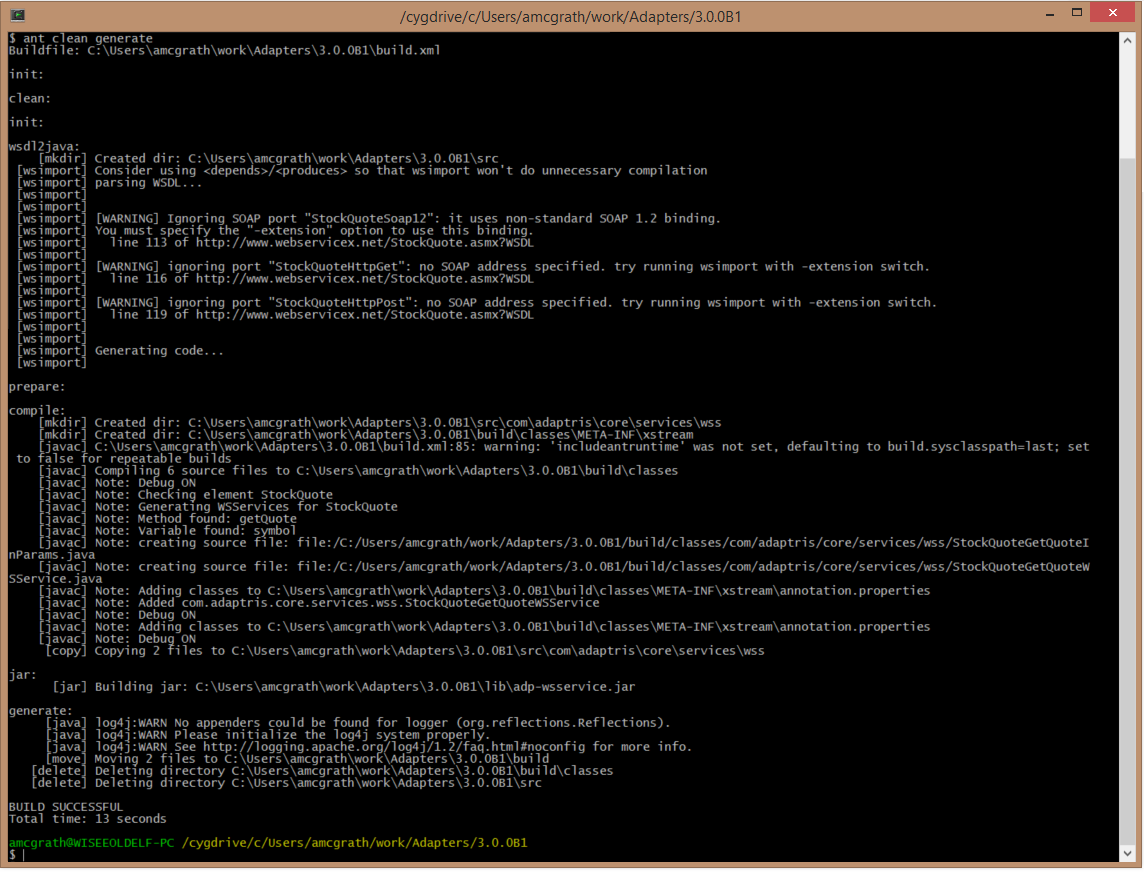 /cygdrive/c/Users/amcgrath/work/Adapters/3.0.0B1
$ ant clean generate
Buildfile: C:\Users\amcgrath\work\Adapters\3.0.0B1\build.xml
init:
clean:
init:
wsdl2java:
[mkdir] Created dir: C:\Users\amcgrath\work\Adapters\3.0.0B1\src
[wsimport] Consider using <depends>/<produces> so that wsimport won't do unnecessary compilation
[wsimport] parsing WSDL...
[wsimport]
[wsimport]
[wsimport] [WARNING] Ignoring SOAP port "StockQuoteSoap12": it uses non-standard SOAP 1.2 binding.
[wsimport] You must specify the "-extension" option to use this binding.
[wsimport]   line 113 of http://www.webservicex.net/StockQuote.asmx?WSDL
[wsimport]
[wsimport] [WARNING] ignoring port "StockQuoteHttpGet": no SOAP address specified. try running wsimport with -extension switch.
[wsimport]   line 116 of http://www.webservicex.net/StockQuote.asmx?WSDL
[wsimport]
[wsimport] [WARNING] ignoring port "StockQuoteHttpPost": no SOAP address specified. try running wsimport with -extension switch.
[wsimport]   line 119 of http://www.webservicex.net/StockQuote.asmx?WSDL
[wsimport]
[wsimport]
[wsimport] Generating code...
[wsimport]
prepare:
compile:
[mkdir] Created dir: C:\Users\amcgrath\work\Adapters\3.0.0B1\src\com\adaptris\core\services\wss
[mkdir] Created dir: C:\Users\amcgrath\work\Adapters\3.0.0B1\build\classes\META-INF\xstream
[javac] C:\Users\amcgrath\work\Adapters\3.0.0B1\build.xml:85: warning: 'includeantruntime' was not set, defaulting to build.sysclasspath=last; set
to false for repeatable builds
[javac] Compiling 6 source files to C:\Users\amcgrath\work\Adapters\3.0.0B1\build\classes
[javac] Note: Debug ON
[javac] Note: Checking element StockQuote
[javac] Note: Generating WSServices for StockQuote
[javac] Note: Method found: getQuote
[javac] Note: Variable found: symbol
[javac] Note: creating source file: file:/C:/Users/amcgrath/work/Adapters/3.0.0B1/build/classes/com/adaptris/core/services/wss/StockQuoteGetQuoteI
nParams.java
[javac] Note: creating source file: file:/C:/Users/amcgrath/work/Adapters/3.0.0B1/build/classes/com/adaptris/core/services/wss/StockQuoteGetQuoteW
SService.java
[javac] Note: Adding classes to C:\Users\amcgrath\work\Adapters\3.0.0B1\build\classes\META-INF\xstream\annotation.properties
[javac] Note: Added com.adaptris.core.services.wss.StockQuoteGetQuoteWSService
[javac] Note: Debug ON
[javac] Note: Adding classes to C:\Users\amcgrath\work\Adapters\3.0.0B1\build\classes\META-INF\xstream\annotation.properties
[javac] Note: Debug ON
[copy] Copying 2 files to C:\Users\amcgrath\work\Adapters\3.0.0B1\src\com\adaptris\core\services\wss
jar:
[jar] Building jar: C:\Users\amcgrath\work\Adapters\3.0.0B1\lib\adp-wsservice.jar
generate:
[java] log4j:WARN No appenders could be found for logger (org.reflections.Reflections).
[java] log4j:WARN Please initialize the log4j system properly.
[java] log4j:WARN See http://logging.apache.org/log4j/1.2/faq.html#noconfig for more info.
[move] Moving 2 files to C:\Users\amcgrath\work\Adapters\3.0.0B1\build
[delete] Deleting directory C:\Users\amcgrath\work\Adapters\3.0.0B1\build\classes
[delete] Deleting directory C:\Users\amcgrath\work\Adapters\3.0.0B1\src
BUILD SUCCESSFUL
Total time: 13 seconds
amcgrath@WISEEOLDELF-PC /cygdrive/c/Users/amcgrath/work/Adapters/3.0.0B1
$